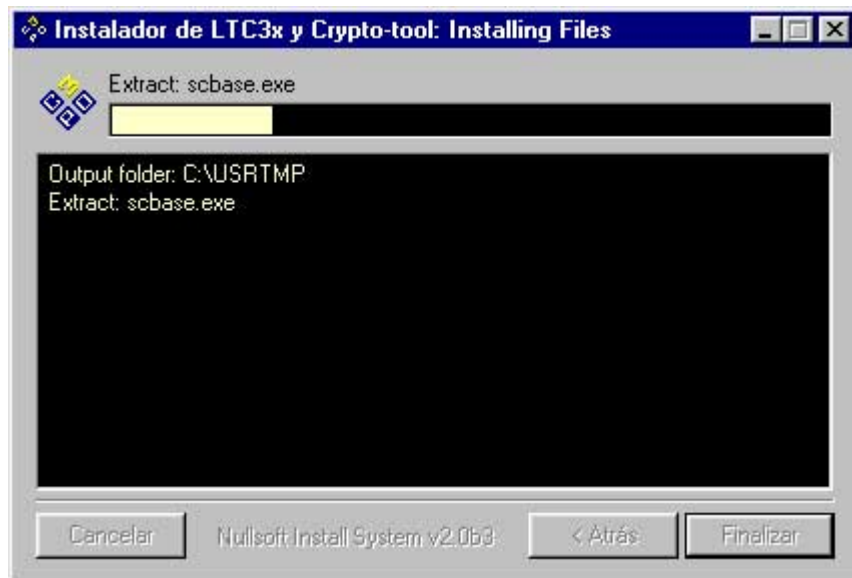 Instalador de LTC3x y Crypto-tool: Installing Files
Extract: scbase.exe
Output folder: C:\USRTMP
Extract: scbase.exe
Cancelar
Nullsoft Install System v2.0b3
< Atrás
Finalizar